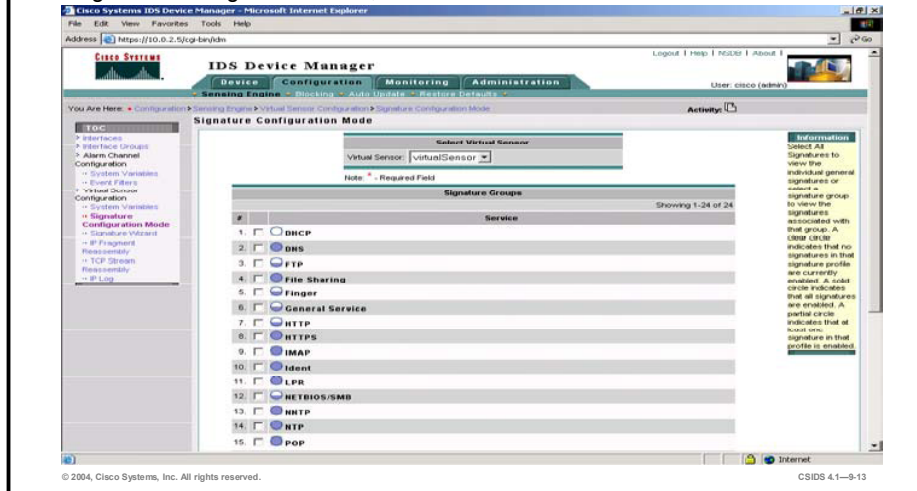 Cisco Systems IDS Device Manager - Microsoft Internet Explorer
File Edit View Favorites Tools Help
Address https://10.0.2.5/cgi-bin/idm Go
Cisco Systems
IDS Device Manager
Logout | Help | NSDB | About |
Device Configuration Monitoring Administration
User: cisco (admin)
Sensing Engine Blocking Auto Update Restore Defaults
You Are Here: Configuration Sensing Engine Virtual Sensor Configuration Signature Configuration Mode
Activity:
Signature Configuration Mode
TOC
Interfaces
Interface Groups
Alarm Channel
Configuration
System Variables
Event Filters
Virtual Sensor
Configuration
System Variables
Signature
Configuration Mode
Signature Wizard
IP Fragment
Reassembly
TCP Stream
Reassembly
IP Log
Select Virtual Sensor
Virtual Sensor: virtualSensor
Note: * - Required Field
Signature Groups
Showing 1-24 of 24
# Service
1. DHCP
2. DNS
3. FTP
4. File Sharing
5. Finger
6. General Service
7. HTTP
8. HTTPS
9. IMAP
10. Ident
11. LPR
12. NETBIOS/SMB
13. NNTP
14. NTP
15. POP
Information
Select All
Signatures to
view the
individual general
signatures or
select a
signature group
to view the
signatures
associated with
that group. A
clear circle
indicates that no
signatures in that
signature profile
are currently
enabled. A solid
circle indicates
that all signatures
are enabled. A
partial circle
indicates that at
least one
signature in that
profile is enabled
Internet
© 2004, Cisco Systems, Inc. All rights reserved.
CSIDS 4.1—9-13